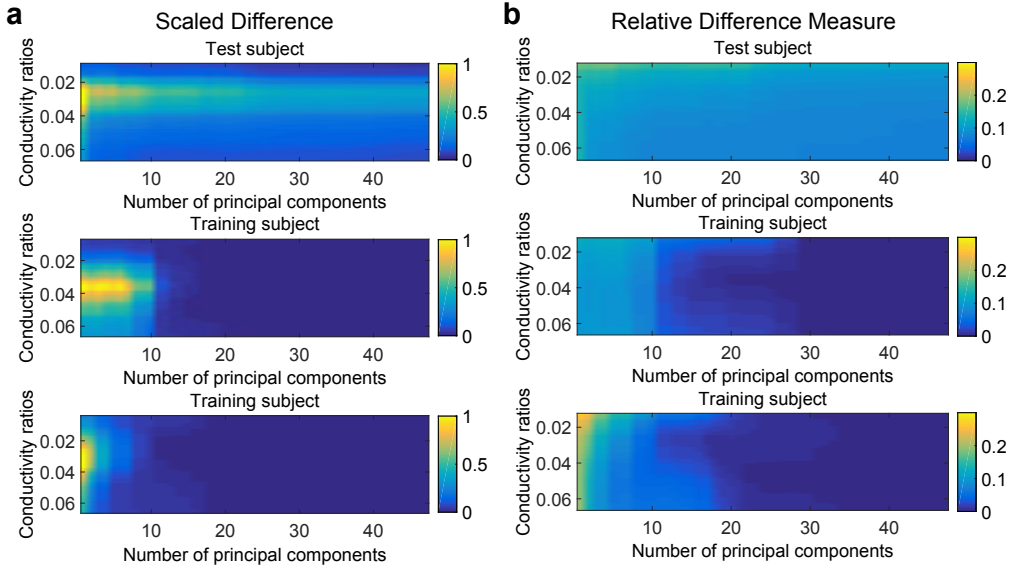 a
Scaled Difference
Test subject
Conductivity ratios
0.02
0.04
0.06
10 20 30 40
1
0.5
0
Number of principal components
Training subject
Conductivity ratios
0.02
0.04
0.06
10 20 30 40
1
0.5
0
Number of principal components
Training subject
Conductivity ratios
0.02
0.04
0.06
10 20 30 40
1
0.5
0
Number of principal components
b
Relative Difference Measure
Test subject
Conductivity ratios
0.02
0.04
0.06
10 20 30 40
0.2
0.1
0
Number of principal components
Training subject
Conductivity ratios
0.02
0.04
0.06
10 20 30 40
0.2
0.1
0
Number of principal components
Training subject
Conductivity ratios
0.02
0.04
0.06
10 20 30 40
0.2
0.1
0
Number of principal components